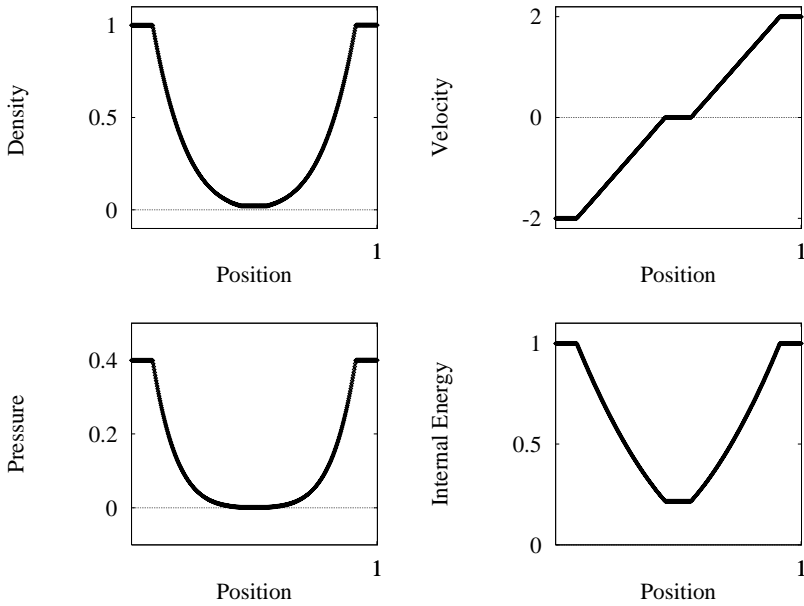 Density
1
0.5
0
1
Position
Velocity
2
0
-2
1
Position
Pressure
0.4
0.2
0
1
Position
Internal Energy
1
0.5
0
1
Position